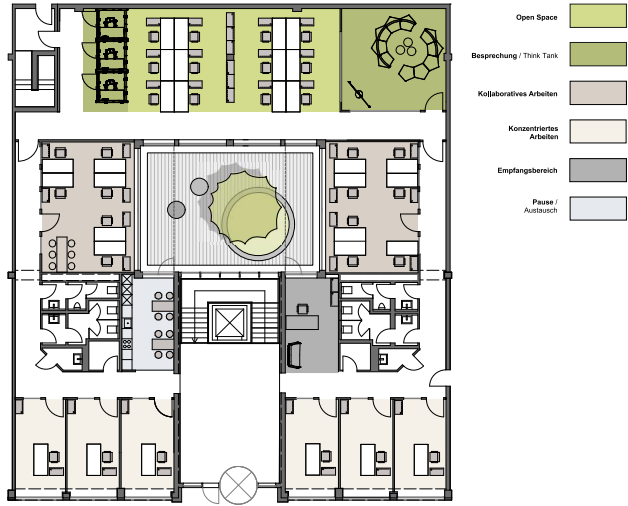 Open Space
Besprechung / Think Tank
Kollaboratives Arbeiten
Konzentriertes
Arbeiten
Empfangsbereich
Pause /
Austausch